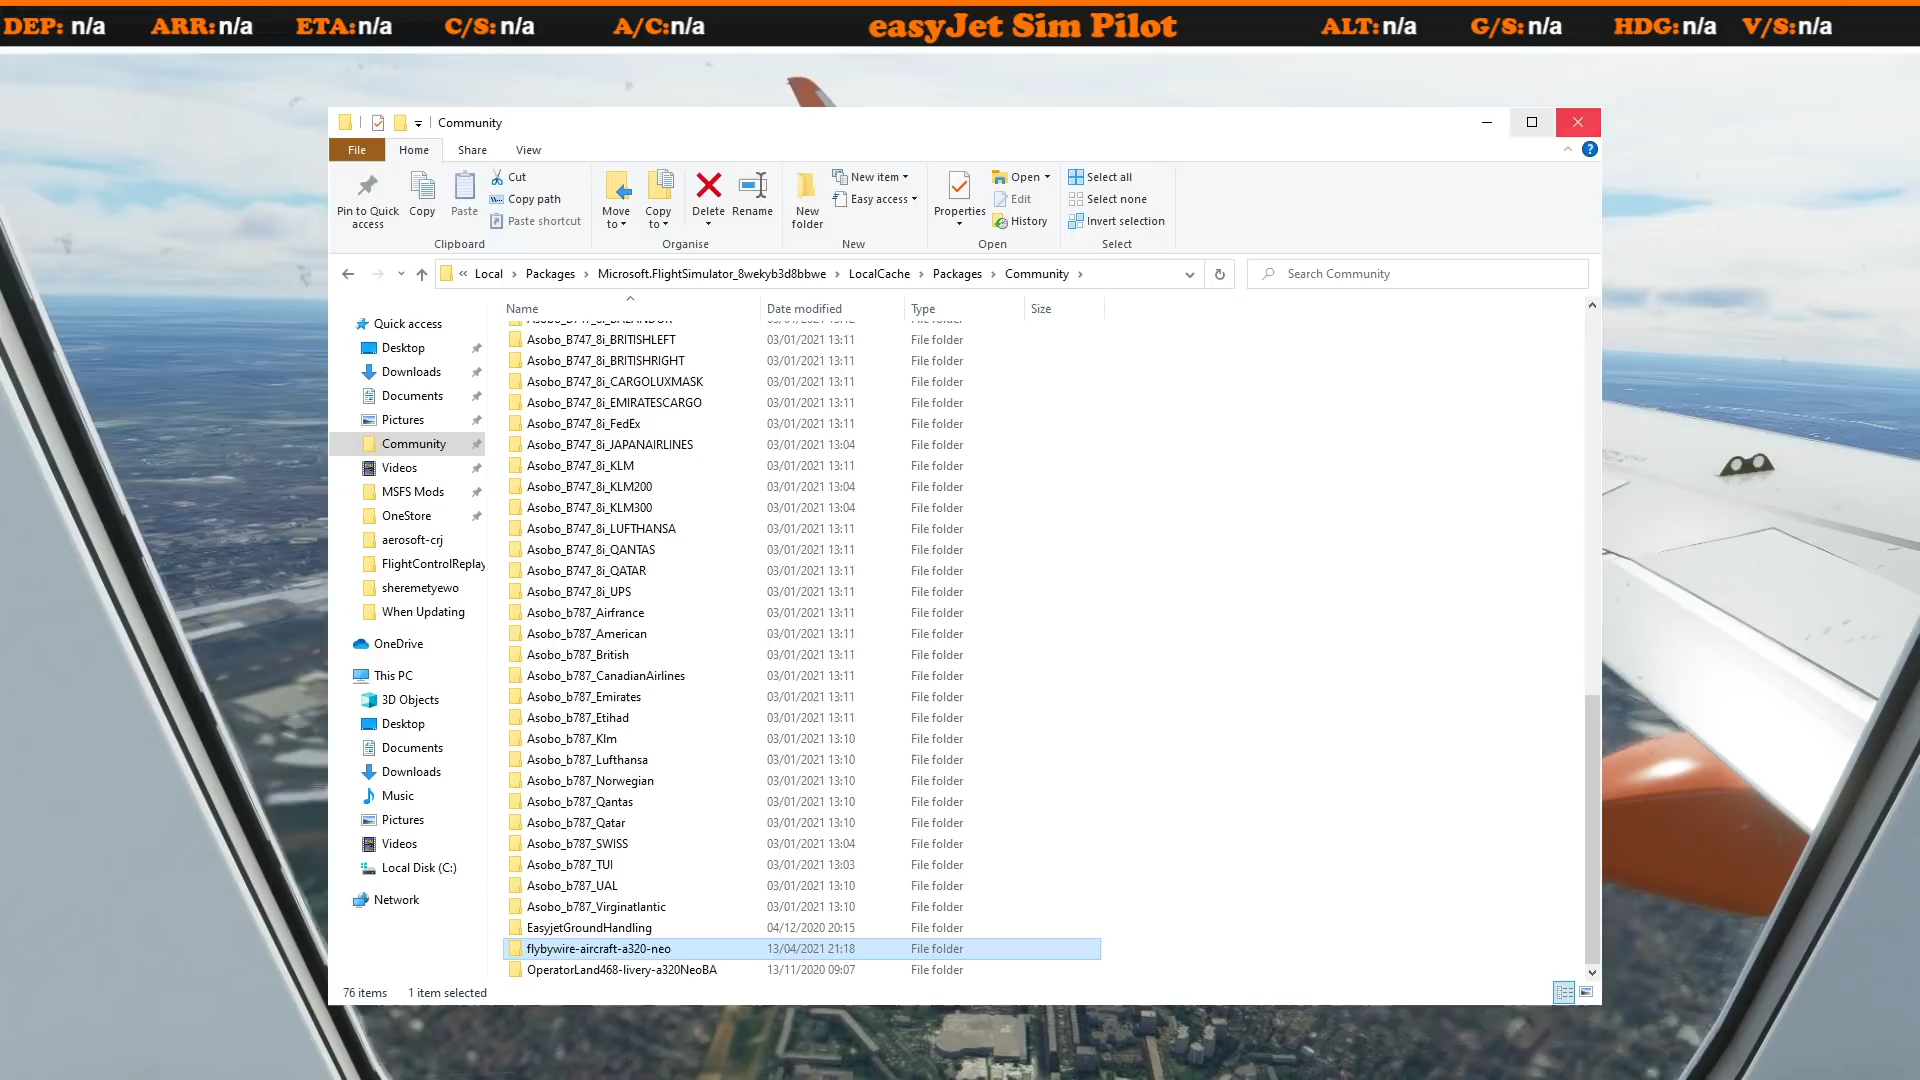 DEP: n/a ARR: n/a ETA: n/a C/S: n/a A/C:n/a easyJet Sim Pilot ALT: n/a G/S: n/a HDG: n/a V/S: n/a
Community
File Home Share View
Pin to Quick access
Copy
Paste
Cut
Copy path
Paste shortcut
Clipboard
Move to
Copy to
Delete
Rename
Organise
New folder
New item
Easy access
New
Properties
Open
Edit
History
Open
Select all
Select none
Invert selection
Select
« Local › Packages › Microsoft.FlightSimulator_8wekyb3d8bbwe › LocalCache › Packages › Community ›
Search Community
Quick access
Desktop
Downloads
Documents
Pictures
Community
Videos
MSFS Mods
OneStore
aerosoft-crj
FlightControlReplay
sheremetyewo
When Updating
OneDrive
This PC
3D Objects
Desktop
Documents
Downloads
Music
Pictures
Videos
Local Disk (C:)
Network
Name Date modified Type Size
Asobo_B747_8i_BRITISHLEFT 03/01/2021 13:11 File folder
Asobo_B747_8i_BRITISHRIGHT 03/01/2021 13:11 File folder
Asobo_B747_8i_CARGOLUXMASK 03/01/2021 13:11 File folder
Asobo_B747_8i_EMIRATESCARGO 03/01/2021 13:11 File folder
Asobo_B747_8i_FedEx 03/01/2021 13:11 File folder
Asobo_B747_8i_JAPANAIRLINES 03/01/2021 13:04 File folder
Asobo_B747_8i_KLM 03/01/2021 13:11 File folder
Asobo_B747_8i_KLM200 03/01/2021 13:04 File folder
Asobo_B747_8i_KLM300 03/01/2021 13:04 File folder
Asobo_B747_8i_LUFTHANSA 03/01/2021 13:11 File folder
Asobo_B747_8i_QANTAS 03/01/2021 13:11 File folder
Asobo_B747_8i_QATAR 03/01/2021 13:11 File folder
Asobo_B747_8i_UPS 03/01/2021 13:11 File folder
Asobo_b787_Airfrance 03/01/2021 13:11 File folder
Asobo_b787_American 03/01/2021 13:11 File folder
Asobo_b787_British 03/01/2021 13:11 File folder
Asobo_b787_CanadianAirlines 03/01/2021 13:11 File folder
Asobo_b787_Emirates 03/01/2021 13:11 File folder
Asobo_b787_Etihad 03/01/2021 13:11 File folder
Asobo_b787_Klm 03/01/2021 13:10 File folder
Asobo_b787_Lufthansa 03/01/2021 13:10 File folder
Asobo_b787_Norwegian 03/01/2021 13:10 File folder
Asobo_b787_Qantas 03/01/2021 13:10 File folder
Asobo_b787_Qatar 03/01/2021 13:10 File folder
Asobo_b787_SWISS 03/01/2021 13:04 File folder
Asobo_b787_TUI 03/01/2021 13:03 File folder
Asobo_b787_UAL 03/01/2021 13:10 File folder
Asobo_b787_Virginatlantic 03/01/2021 13:10 File folder
EasyjetGroundHandling 04/12/2020 20:15 File folder
flybywire-aircraft-a320-neo 13/04/2021 21:18 File folder
OperatorLand468-livery-a320NeoBA 13/11/2020 09:07 File folder
76 items 1 item selected